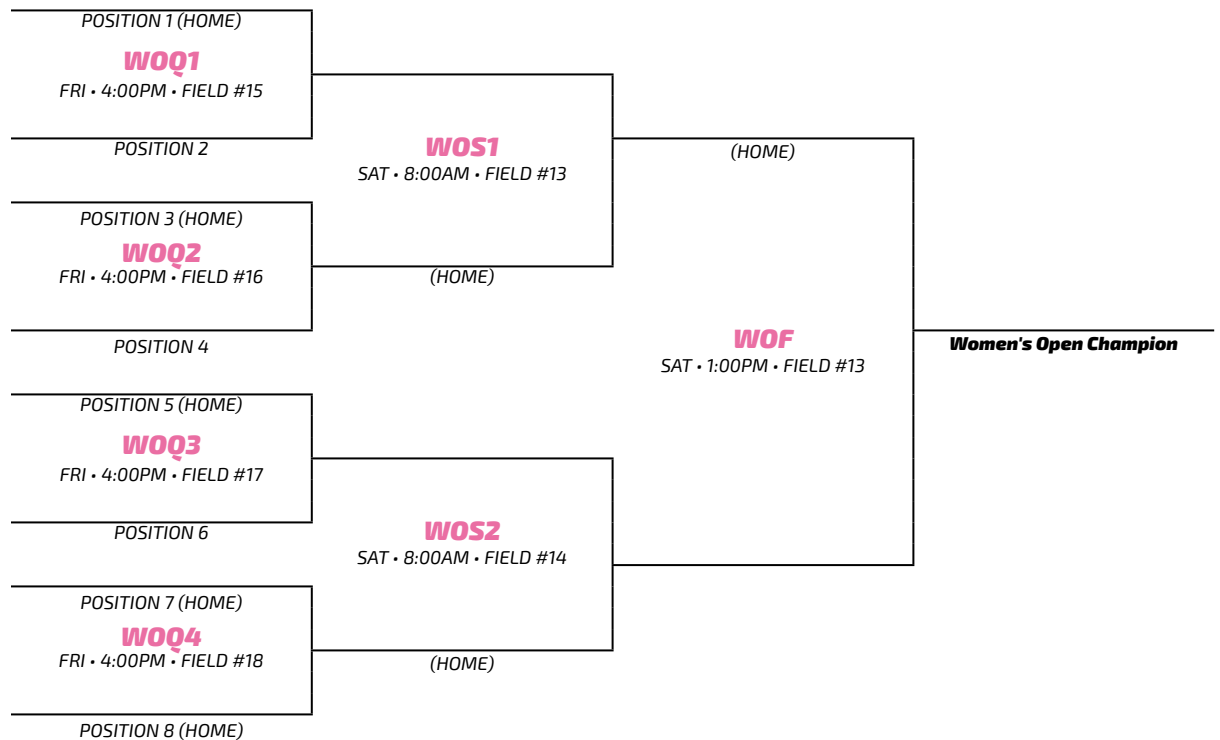 POSITION 1 (HOME)
WOQ1
FRI • 4:00PM • FIELD #15
POSITION 2
POSITION 3 (HOME)
WOQ2
FRI • 4:00PM • FIELD #16
POSITION 4
POSITION 5 (HOME)
WOQ3
FRI • 4:00PM • FIELD #17
POSITION 6
POSITION 7 (HOME)
WOQ4
FRI • 4:00PM • FIELD #18
POSITION 8 (HOME)
WOS1
SAT • 8:00AM • FIELD #13
(HOME)
WOS2
SAT • 8:00AM • FIELD #14
(HOME)
(HOME)
WOF
SAT • 1:00PM • FIELD #13
Women's Open Champion